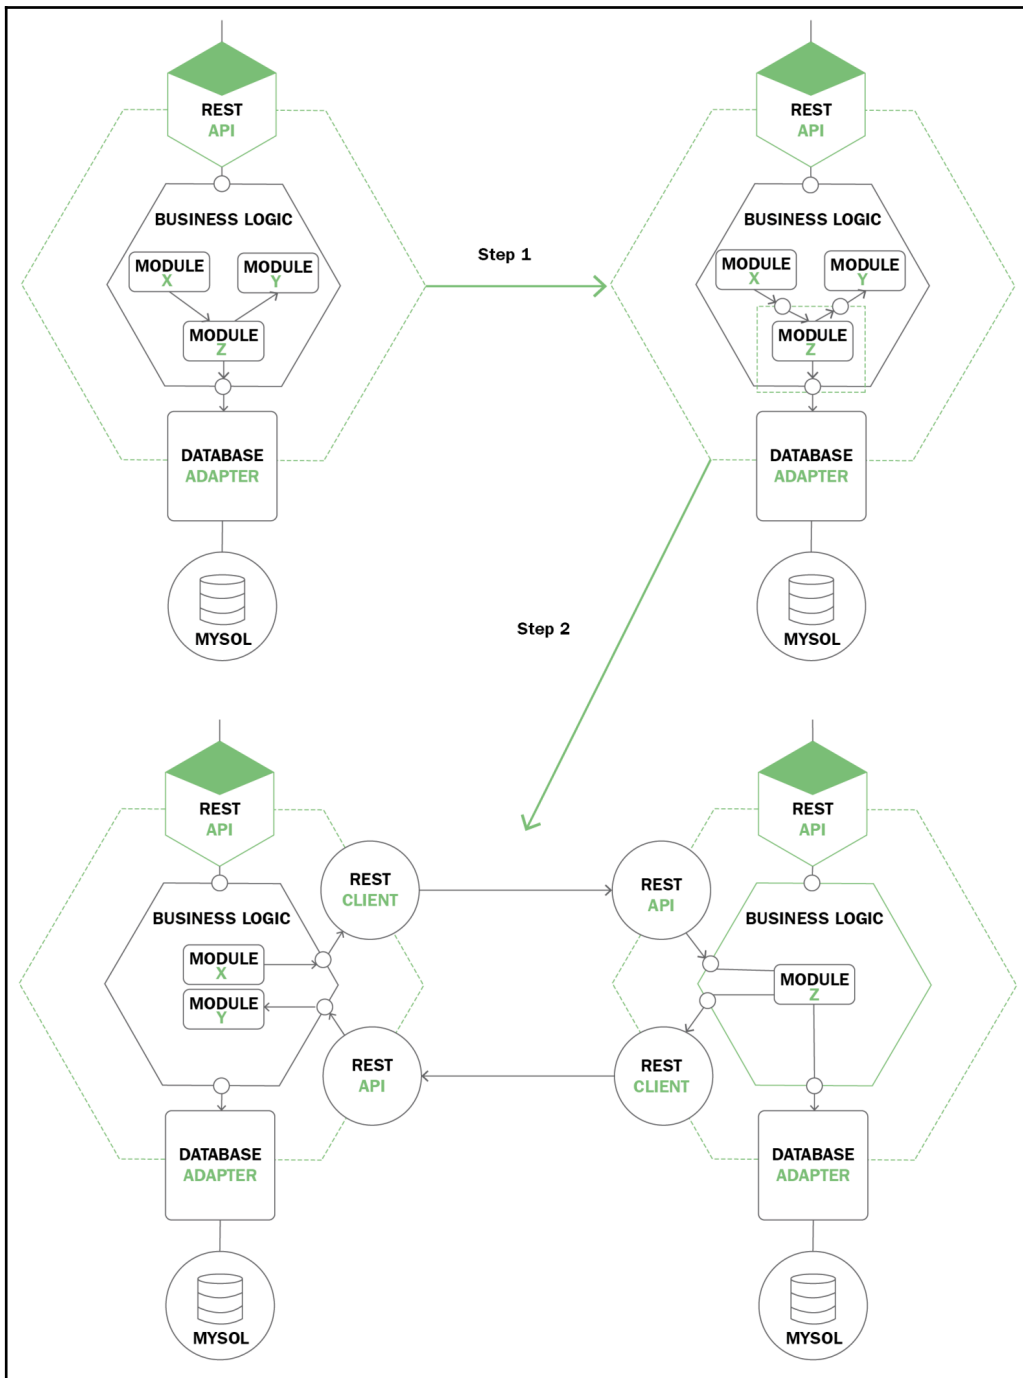 REST
API
BUSINESS LOGIC
MODULE
X
MODULE
Y
MODULE
Z
DATABASE
ADAPTER
MYSOL
Step 1
REST
API
BUSINESS LOGIC
MODULE
X
MODULE
Y
MODULE
Z
DATABASE
ADAPTER
MYSOL
Step 2
REST
API
BUSINESS LOGIC
MODULE
X
MODULE
Y
REST
CLIENT
REST
API
DATABASE
ADAPTER
MYSOL
REST
API
REST
API
BUSINESS LOGIC
MODULE
Z
REST
CLIENT
DATABASE
ADAPTER
MYSOL